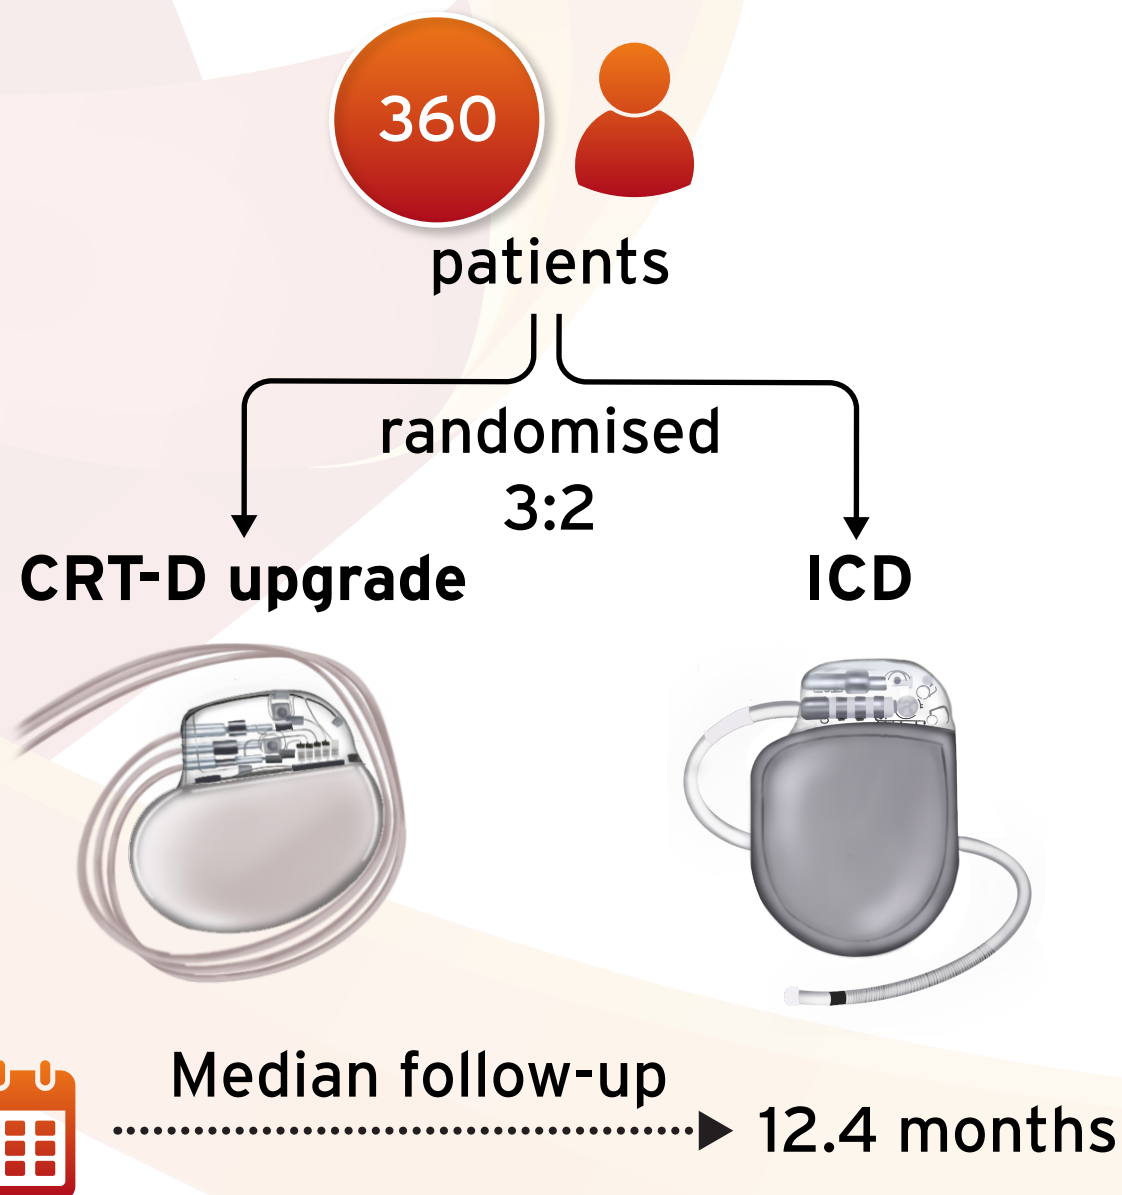 360
patients
randomised
3:2
CRT-D upgrade
ICD
Median follow-up
12.4 months